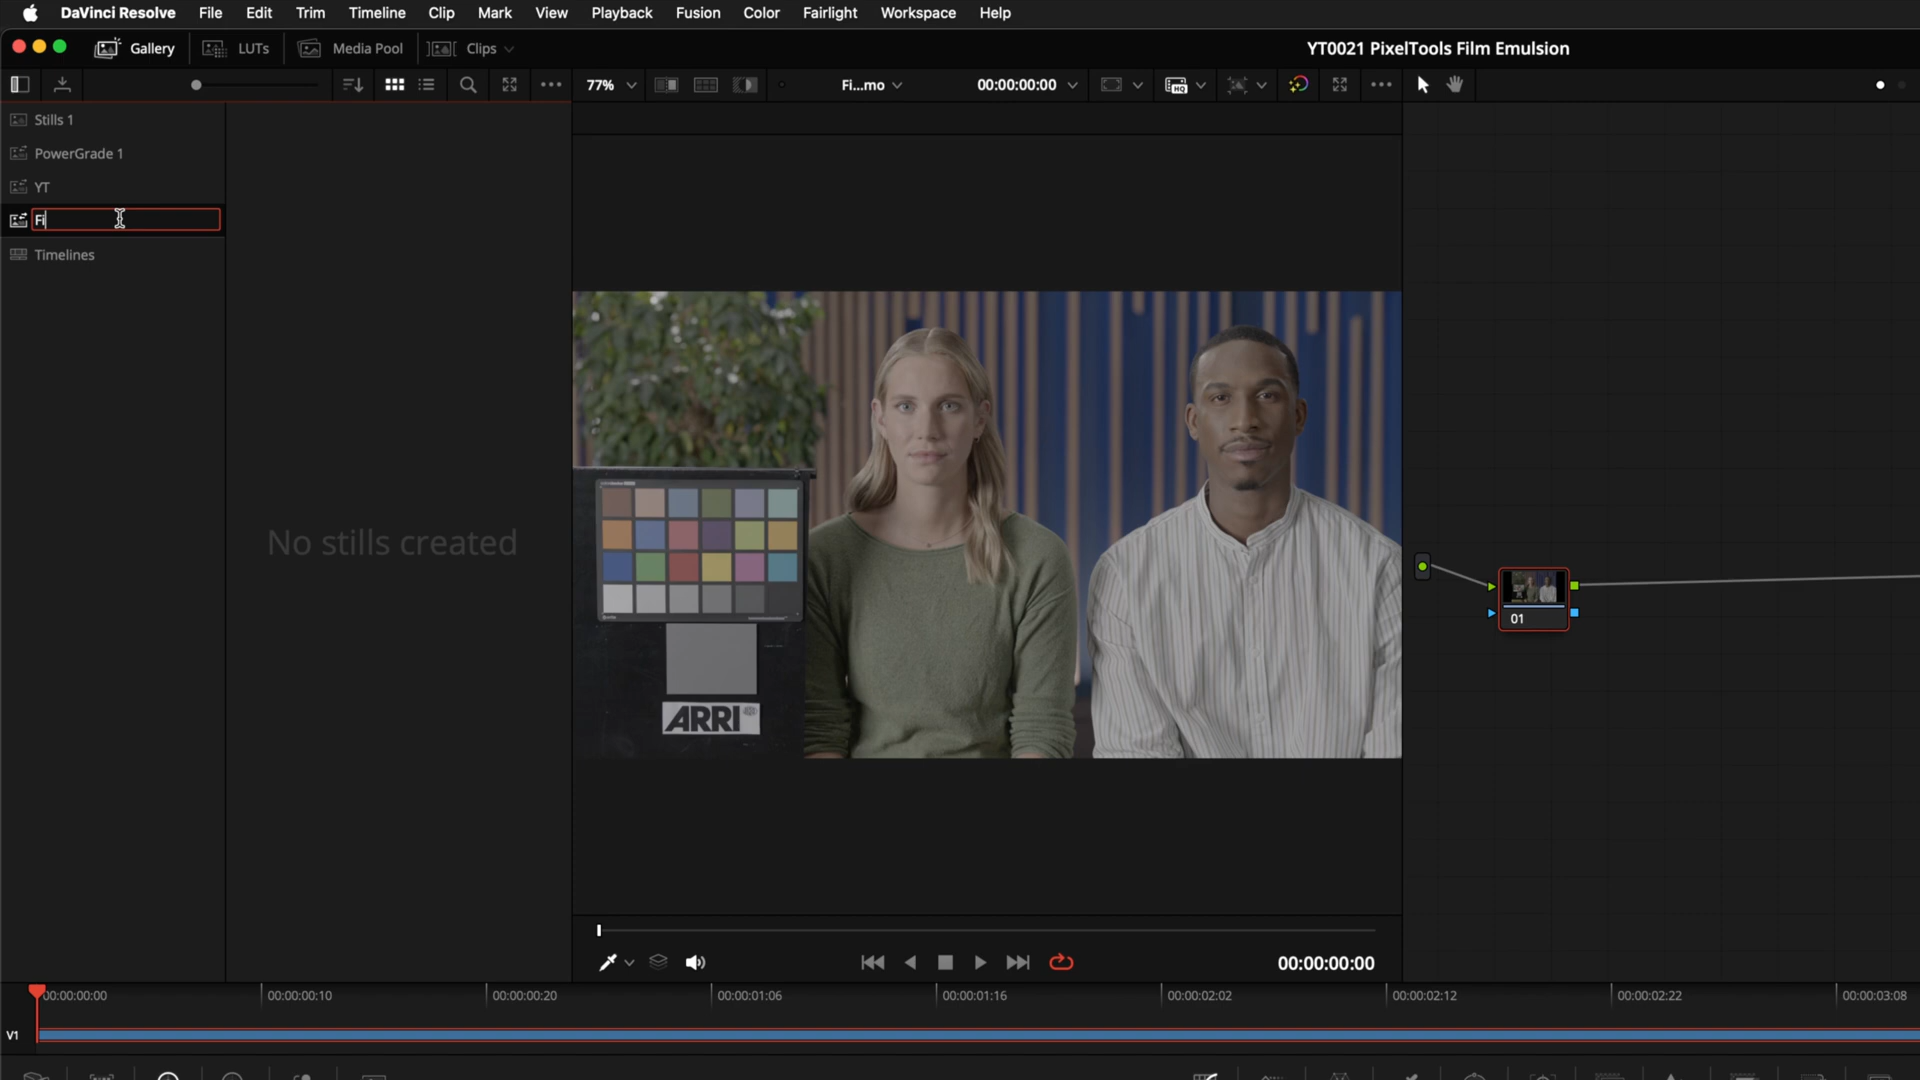 DaVinci Resolve File Edit Trim Timeline Clip Mark View Playback Fusion Color Fairlight Workspace Help
Gallery LUTs Media Pool Clips YT0021 PixelTools Film Emulsion
77% Fi...mo 00:00:00:00 HQ
Stills 1
PowerGrade 1
YT
Fi
Timelines
No stills created
ARRI
01
00:00:00:00
00:00:00:00 00:00:00:10 00:00:00:20 00:00:01:06 00:00:01:16 00:00:02:02 00:00:02:12 00:00:02:22 00:00:03:08
V1